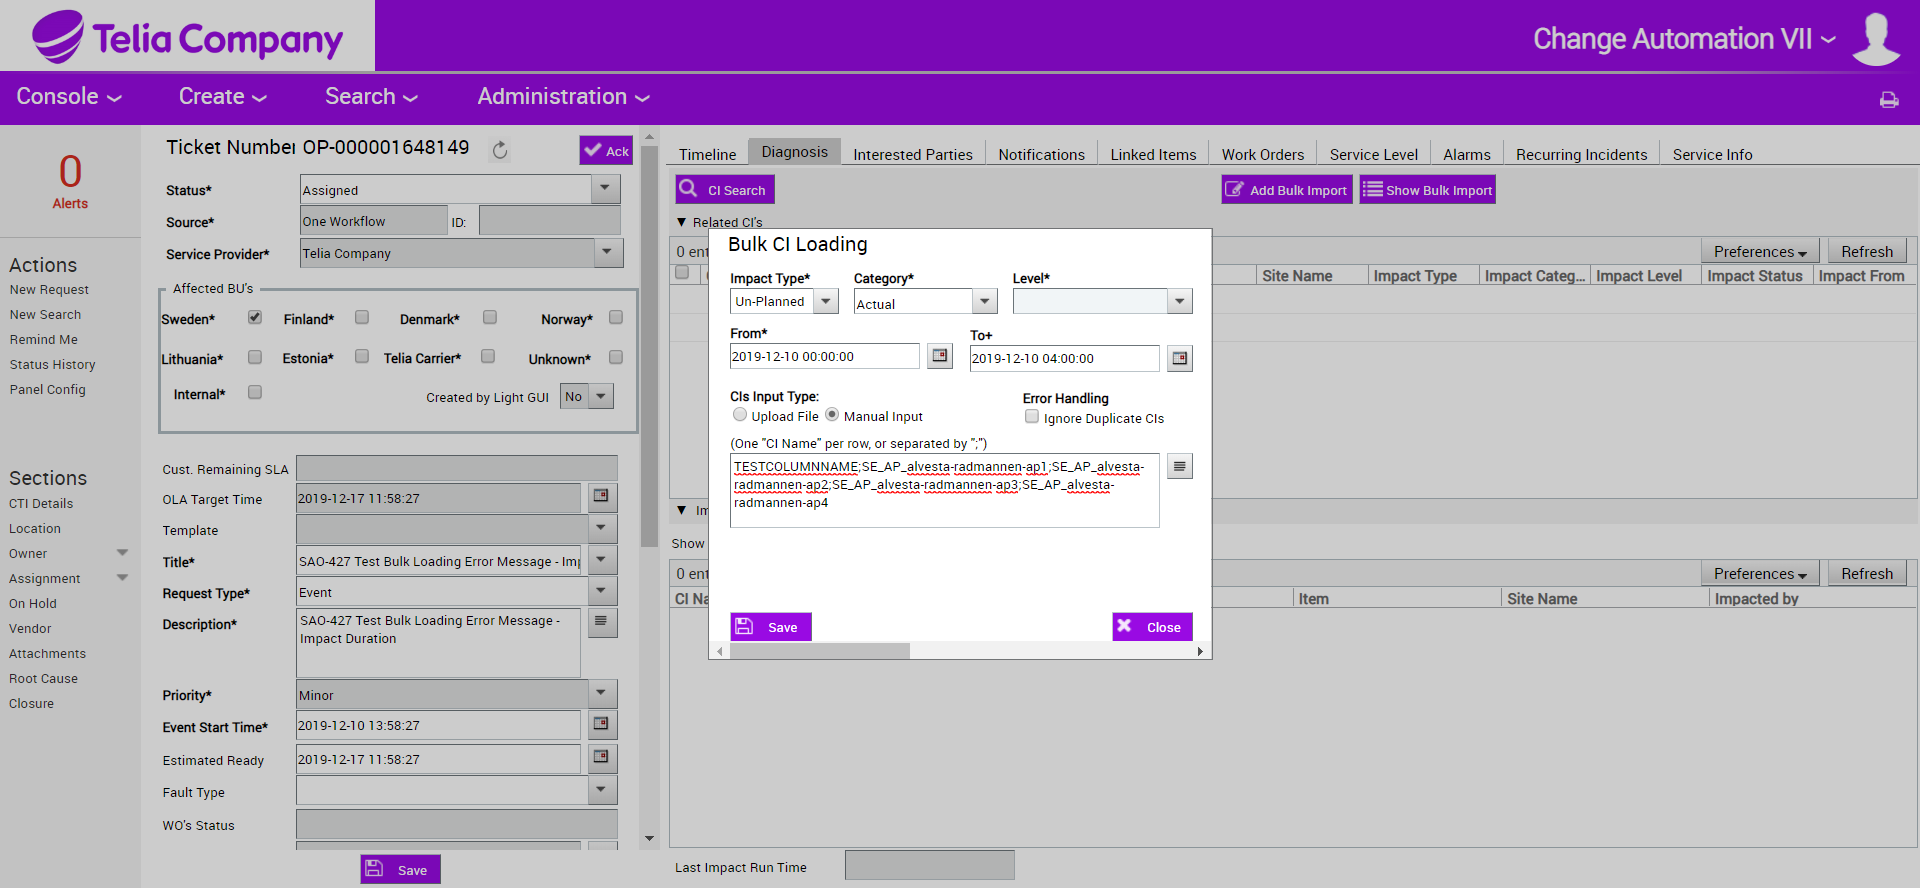 Telia Company
Change Automation VII
Console
Create
Search
Administration
0
Alerts
Actions
New Request
New Search
Remind Me
Status History
Panel Config
Sections
CTI Details
Location
Owner
Assignment
On Hold
Vendor
Attachments
Root Cause
Closure
Ticket Number OP-000001648149
Ack
Status*
Assigned
Source*
One Workflow
ID:
Service Provider*
Telia Company
Affected BU's
Sweden*
Finland*
Denmark*
Norway*
Lithuania*
Estonia*
Telia Carrier*
Unknown*
Internal*
Created by Light GUI
No
Cust. Remaining SLA
OLA Target Time
2019-12-17 11:58:27
Template
Title*
SAO-427 Test Bulk Loading Error Message - Imp
Request Type*
Event
Description*
SAO-427 Test Bulk Loading Error Message -
Impact Duration
Priority*
Minor
Event Start Time*
2019-12-10 13:58:27
Estimated Ready
2019-12-17 11:58:27
Fault Type
WO's Status
Save
Timeline
Diagnosis
Interested Parties
Notifications
Linked Items
Work Orders
Service Level
Alarms
Recurring Incidents
Service Info
CI Search
Add Bulk Import
Show Bulk Import
Related CI's
0 ent
Preferences
Refresh
Site Name
Impact Type
Impact Categ...
Impact Level
Impact Status
Impact From
Bulk CI Loading
Impact Type*
Category*
Level*
Un-Planned
Actual
From*
To+
2019-12-10 00:00:00
2019-12-10 04:00:00
CIs Input Type:
Error Handling
Upload File
Manual Input
Ignore Duplicate CIs
(One "CI Name" per row, or separated by ";")
TESTCOLUMNNAME;SE_AP_alvesta-radmannen-ap1;SE_AP_alvesta-
radmannen-ap2;SE_AP_alvesta-radmannen-ap3;SE_AP_alvesta-
radmannen-ap4
Save
Close
Im
Show
0 ent
Preferences
Refresh
CI Na
Item
Site Name
Impacted by
Last Impact Run Time